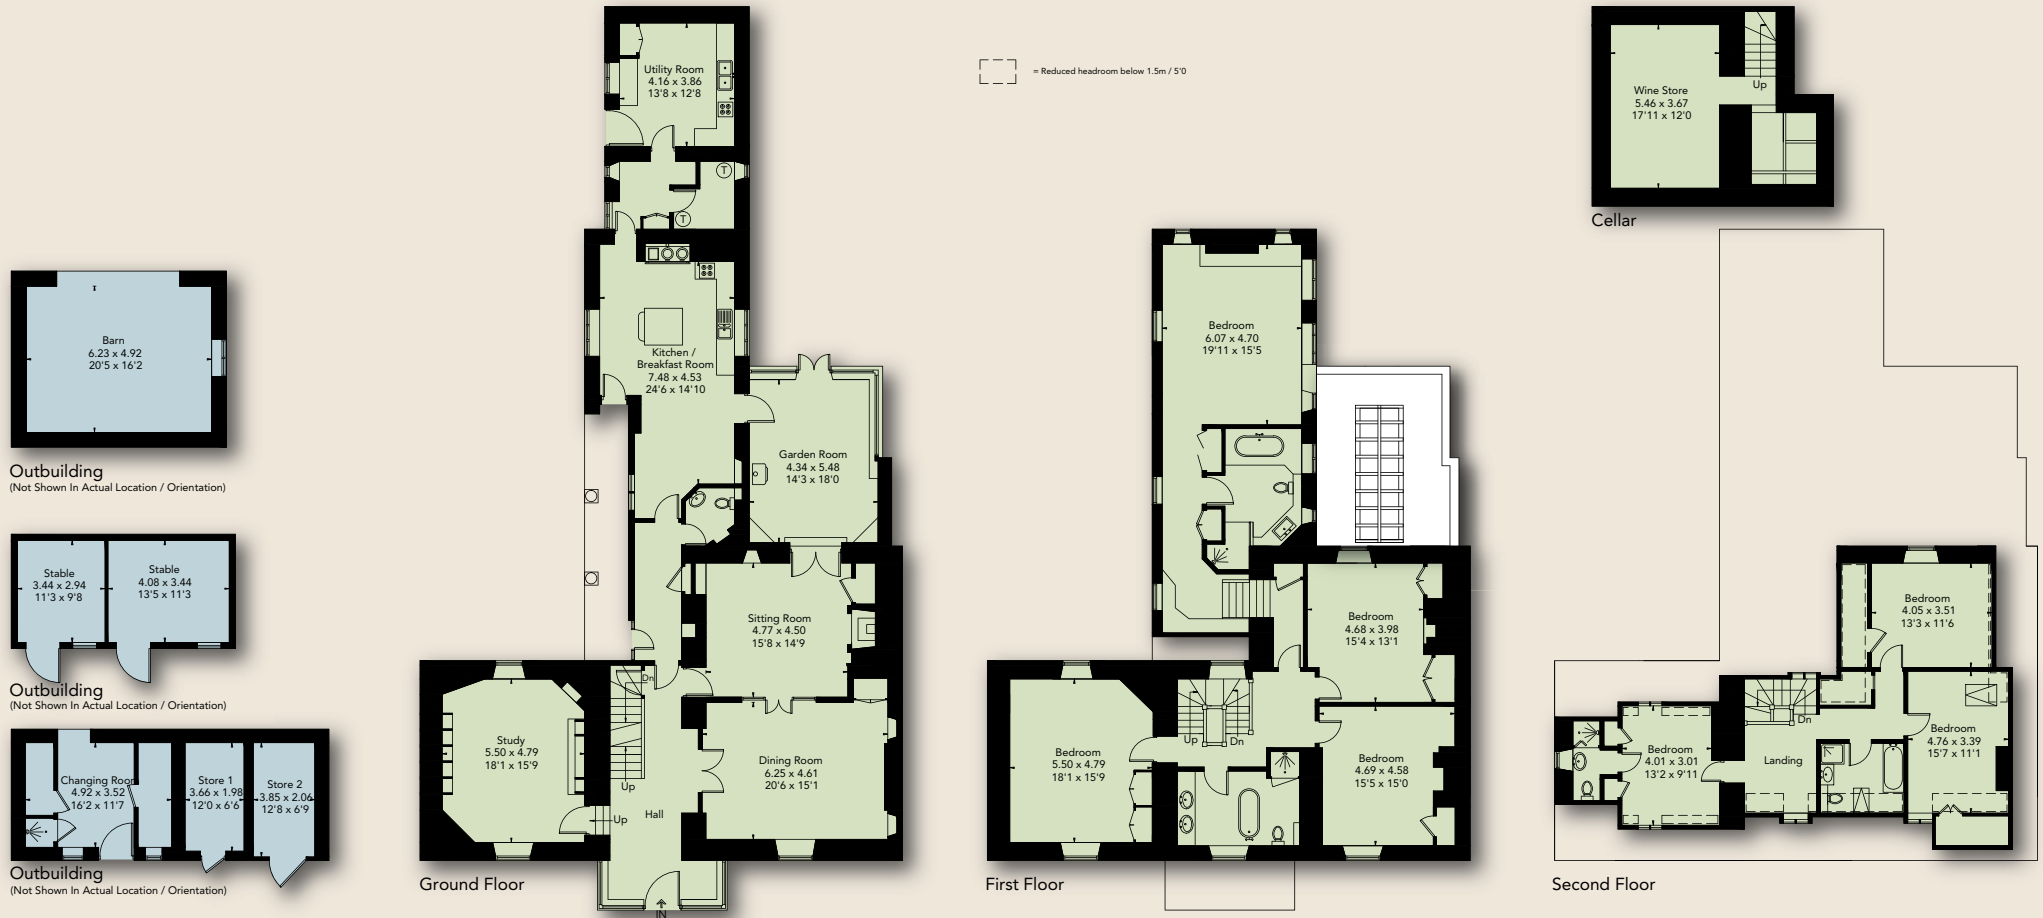 Utility Room
4.16 x 3.86
13'8 x 12'8
= Reduced headroom below 1.5m / 5'0
Wine Store
5.46 x 3.67
17'11 x 12'0
Up
Cellar
T
T
Barn
6.23 x 4.92
20'5 x 16'2
Outbuilding
(Not Shown In Actual Location / Orientation)
Stable
3.44 x 2.94
11'3 x 9'8
Stable
4.08 x 3.44
13'5 x 11'3
Outbuilding
(Not Shown In Actual Location / Orientation)
Changing Room
4.92 x 3.52
16'2 x 11'7
Store 1
3.66 x 1.98
12'0 x 6'6
Store 2
3.85 x 2.06
12'8 x 6'9
Outbuilding
(Not Shown In Actual Location / Orientation)
Kitchen /
Breakfast Room
7.48 x 4.53
24'6 x 14'10
Garden Room
4.34 x 5.48
14'3 x 18'0
Sitting Room
4.77 x 4.50
15'8 x 14'9
Dn
Study
5.50 x 4.79
18'1 x 15'9
Up
Dining Room
6.25 x 4.61
20'6 x 15'1
Up
Hall
IN
Ground Floor
Bedroom
6.07 x 4.70
19'11 x 15'5
Bedroom
4.68 x 3.98
15'4 x 13'1
Bedroom
5.50 x 4.79
18'1 x 15'9
Up
Dn
Bedroom
4.69 x 4.58
15'5 x 15'0
First Floor
Bedroom
4.05 x 3.51
13'3 x 11'6
Bedroom
4.01 x 3.01
13'2 x 9'11
Dn
Landing
Bedroom
4.76 x 3.39
15'7 x 11'1
Second Floor